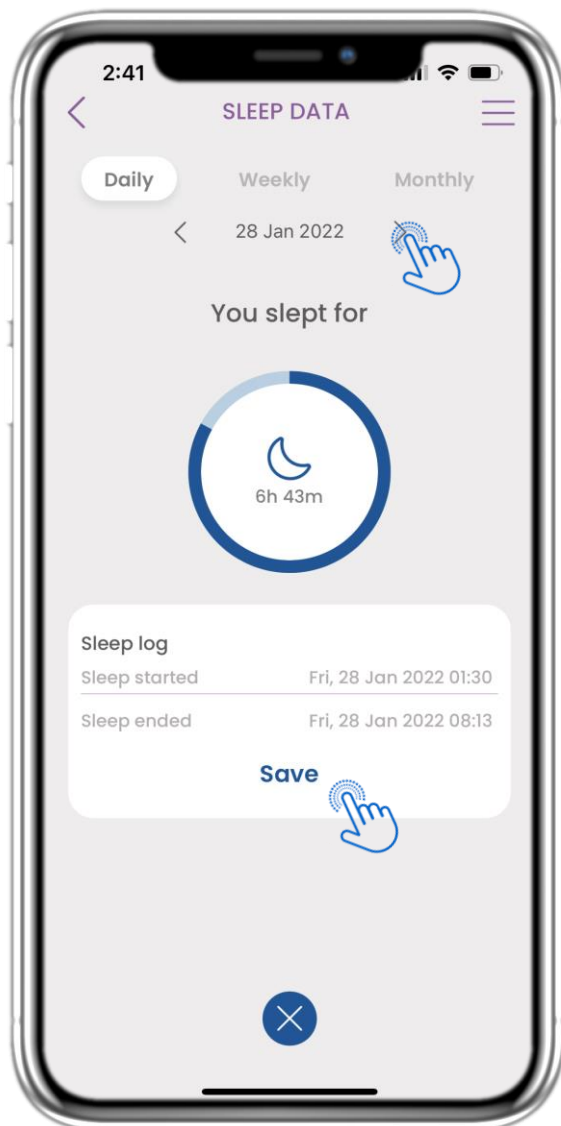 2:41
SLEEP DATA
Daily Weekly Monthly
28 Jan 2022
You slept for
6h 43m
Sleep log
Sleep started Fri, 28 Jan 2022 01:30
Sleep ended Fri, 28 Jan 2022 08:13
Save